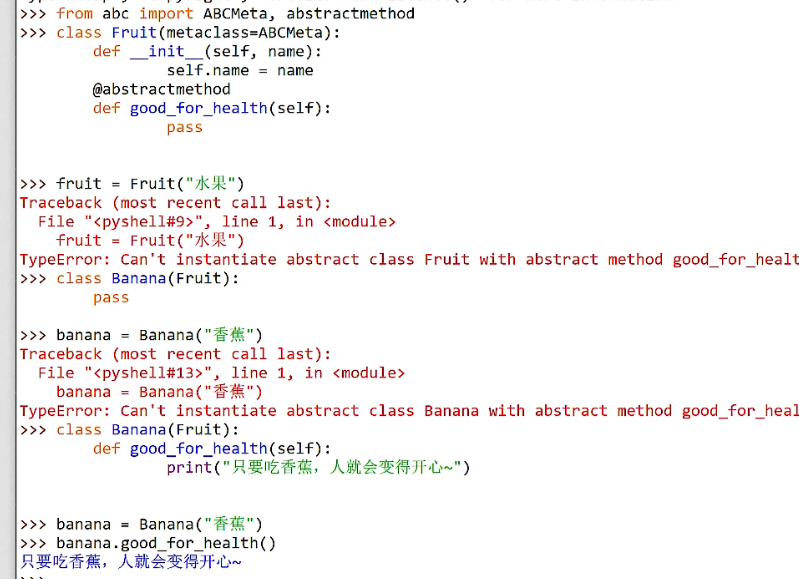 >>> from abc import ABCMeta, abstractmethod
>>> class Fruit(metaclass=ABCMeta):
        def __init__(self, name):
                self.name = name
        @abstractmethod
        def good_for_health(self):
                pass
>>> fruit = Fruit("水果")
Traceback (most recent call last):
  File "<pyshell#9>", line 1, in <module>
    fruit = Fruit("水果")
TypeError: Can't instantiate abstract class Fruit with abstract method good_for_healt
>>> class Banana(Fruit):
        pass
>>> banana = Banana("香蕉")
Traceback (most recent call last):
  File "<pyshell#13>", line 1, in <module>
    banana = Banana("香蕉")
TypeError: Can't instantiate abstract class Banana with abstract method good_for_heal
>>> class Banana(Fruit):
        def good_for_health(self):
                print("只要吃香蕉，人就会变得开心~")
>>> banana = Banana("香蕉")
>>> banana.good_for_health()
只要吃香蕉，人就会变得开心~
>>>